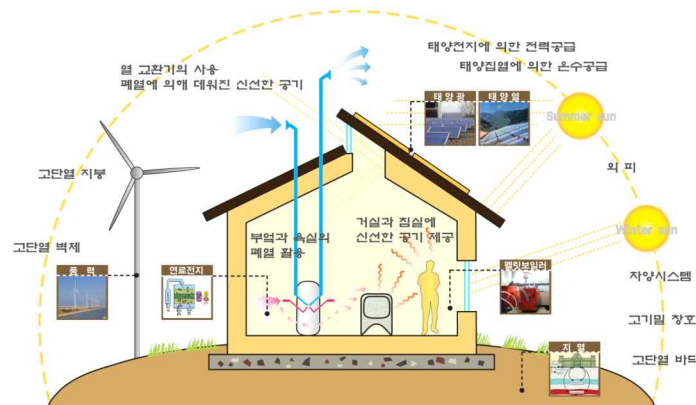 열 교환기의 사용
폐열에 의해 데워진 신선한 공기
태양전지에 의한 전력공급
태양집열에 의한 온수공급
태 양 광
태 양 열
Summer sun
고단열 지붕
외 피
고단열 벽체
부엌과 욕실의
폐열 활용
거실과 침실에
신선한 공기 제공
Winter sun
풍 력
연료전지
펠릿보일러
차양시스템
고기밀 창호
지 열
고단열 바닥